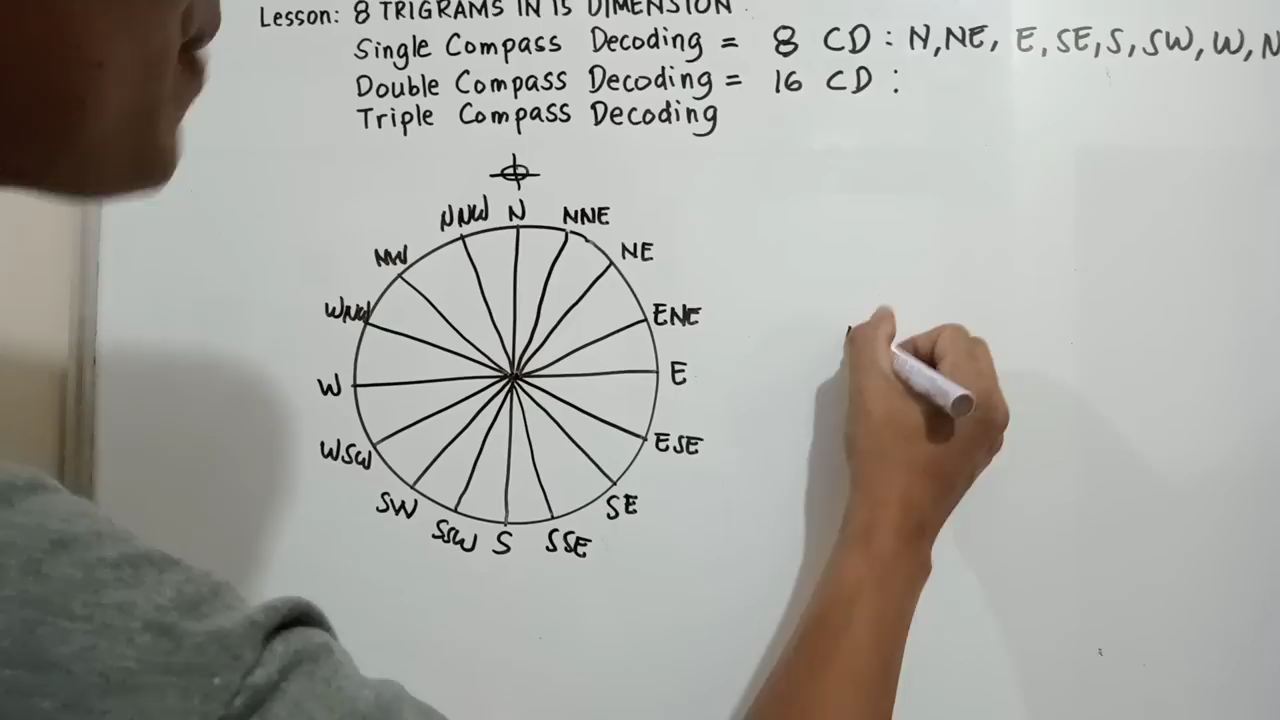 Lesson: 8 TRIGRAMS IN 15 DIMENSION
Single Compass Decoding = 8 CD: N, NE, E, SE, S, SW, W, N
Double Compass Decoding = 16 CD:
Triple Compass Decoding
NNW N NNE
NW NE
WNW ENE
W E
WSW ESE
SW SE
SSW S SSE